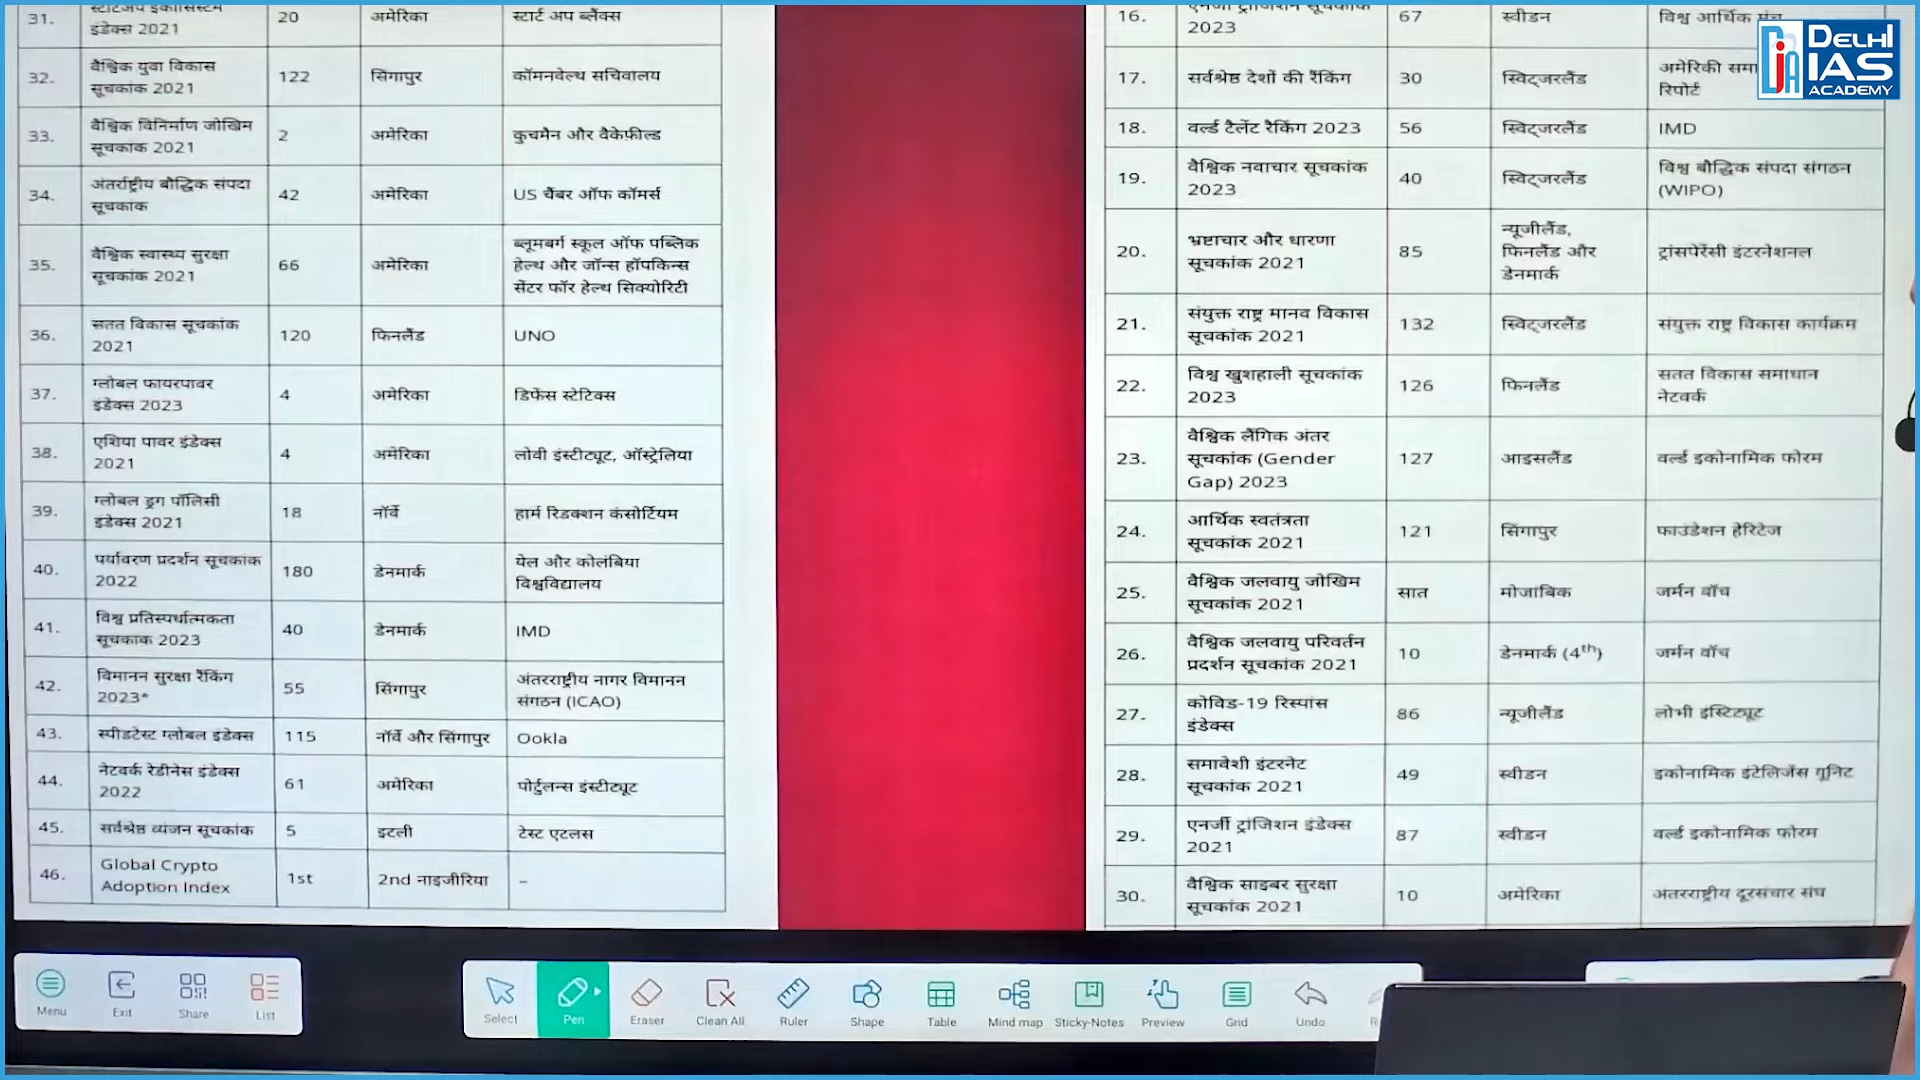 31. स्टार्टअप इकोसिस्टम 20 अमेरिका स्टार्ट अप ब्लैंक्स
इंडेक्स 2021
32. वैश्विक युवा विकास 122 सिंगापुर कॉमनवेल्थ सचिवालय
सूचकांक 2021
33. वैश्विक विनिर्माण जोखिम 2 अमेरिका कुचमैन और वैकेफ़ील्ड
सूचकाक 2021
34. अंतर्राष्ट्रीय बौद्धिक संपदा 42 अमेरिका US चैंबर ऑफ कॉमर्स
सूचकांक
35. वैश्विक स्वास्थ्य सुरक्षा 66 अमेरिका ब्लूमबर्ग स्कूल ऑफ पब्लिक
सूचकांक 2021 हेल्थ और जॉन्स हॉपकिन्स
सेंटर फॉर हेल्थ सिक्योरिटी
36. सतत विकास सूचकांक 120 फिनलैंड UNO
2021
37. ग्लोबल फायरपावर 4 अमेरिका डिफेंस स्टेटिक्स
इंडेक्स 2023
38. एशिया पावर इंडेक्स 4 अमेरिका लोवी इंस्टीट्यूट, ऑस्ट्रेलिया
2021
39. ग्लोबल ड्रग पॉलिसी 18 नॉर्वे हार्म रिडक्शन कंसोर्टियम
इंडेक्स 2021
40. पर्यावरण प्रदर्शन सूचकांक 180 डेनमार्क येल और कोलंबिया
2022 विश्वविद्यालय
41. विश्व प्रतिस्पर्धात्मकता 40 डेनमार्क IMD
सूचकाक 2023
42. विमानन सुरक्षा रैंकिंग 55 सिंगापुर अंतरराष्ट्रीय नागर विमानन
2023* संगठन (ICAO)
43. स्पीडटेस्ट ग्लोबल इंडेक्स 115 नॉर्वे और सिंगापुर Ookla
44. नेटवर्क रेडीनेस इंडेक्स 61 अमेरिका पोर्टुलन्स इंस्टीट्यूट
2022
45. सर्वश्रेष्ठ व्यंजन सूचकांक 5 इटली टेस्ट एटलस
46. Global Crypto 1st 2nd नाइजीरिया –
Adoption Index
16. एनर्जी ट्रांजिशन सूचकांक 67 स्वीडन विश्व आर्थिक मंच
2023
17. सर्वश्रेष्ठ देशों की रैंकिंग 30 स्विट्जरलैंड अमेरिकी समा
रिपोर्ट
18. वर्ल्ड टैलेंट रैकिंग 2023 56 स्विट्जरलैंड IMD
19. वैश्विक नवाचार सूचकांक 40 स्विट्जरलैंड विश्व बौद्धिक संपदा संगठन
2023 (WIPO)
20. भ्रष्टाचार और धारणा 85 न्यूजीलैंड, ट्रांसपेरेंसी इंटरनेशनल
सूचकांक 2021 फिनलैंड और
डेनमार्क
21. संयुक्त राष्ट्र मानव विकास 132 स्विट्जरलैंड संयुक्त राष्ट्र विकास कार्यक्रम
सूचकांक 2021
22. विश्व खुशहाली सूचकांक 126 फिनलैंड सतत विकास समाधान
2023 नेटवर्क
23. वैश्विक लैंगिक अंतर 127 आइसलैंड वर्ल्ड इकोनामिक फोरम
सूचकांक (Gender
Gap) 2023
24. आर्थिक स्वतंत्रता 121 सिंगापुर फाउंडेशन हेरिटेज
सूचकांक 2021
25. वैश्विक जलवायु जोखिम सात मोजांबिक जर्मन वॉच
सूचकांक 2021
26. वैश्विक जलवायु परिवर्तन 10 डेनमार्क (4th) जर्मन वॉच
प्रदर्शन सूचकांक 2021
27. कोविड-19 रिस्पांस 86 न्यूजीलैंड लोभी इंस्टिट्यूट
इंडेक्स
28. समावेशी इंटरनेट 49 स्वीडन इकोनामिक इंटेलिजेंस यूनिट
सूचकांक 2021
29. एनर्जी ट्रांजिशन इंडेक्स 87 स्वीडन वर्ल्ड इकोनामिक फोरम
2021
30. वैश्विक साइबर सुरक्षा 10 अमेरिका अंतरराष्ट्रीय दूरसंचार संघ
सूचकांक 2021
DELHI
IAS
ACADEMY
Menu Exit Share List
Select Pen Eraser Clean All Ruler Shape Table Mind map Sticky-Notes Preview Grid Undo